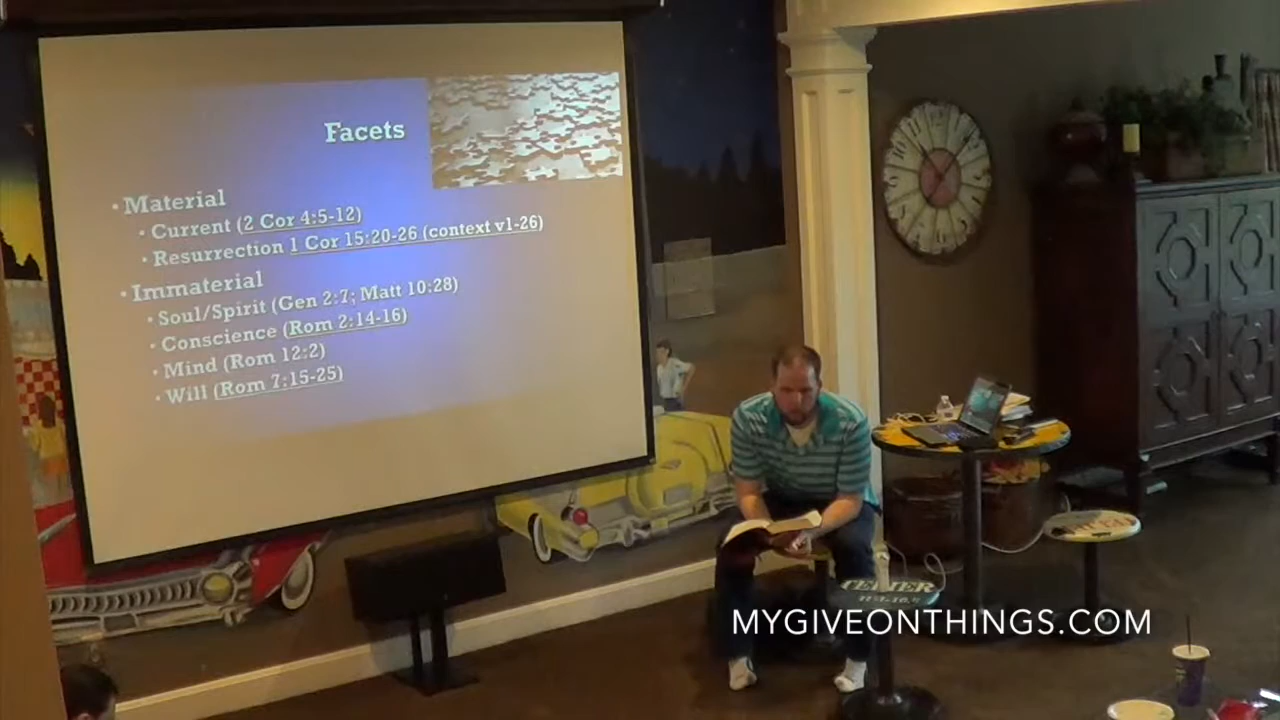 Facets
• Material
• Current (2 Cor 4:5-12)
• Resurrection 1 Cor 15:20-26 (context v1-26)
• Immaterial
• Soul/Spirit (Gen 2:7; Matt 10:28)
• Conscience (Rom 2:14-16)
• Mind (Rom 12:2)
• Will (Rom 7:15-25)
MYGIVEONTHINGS.COM